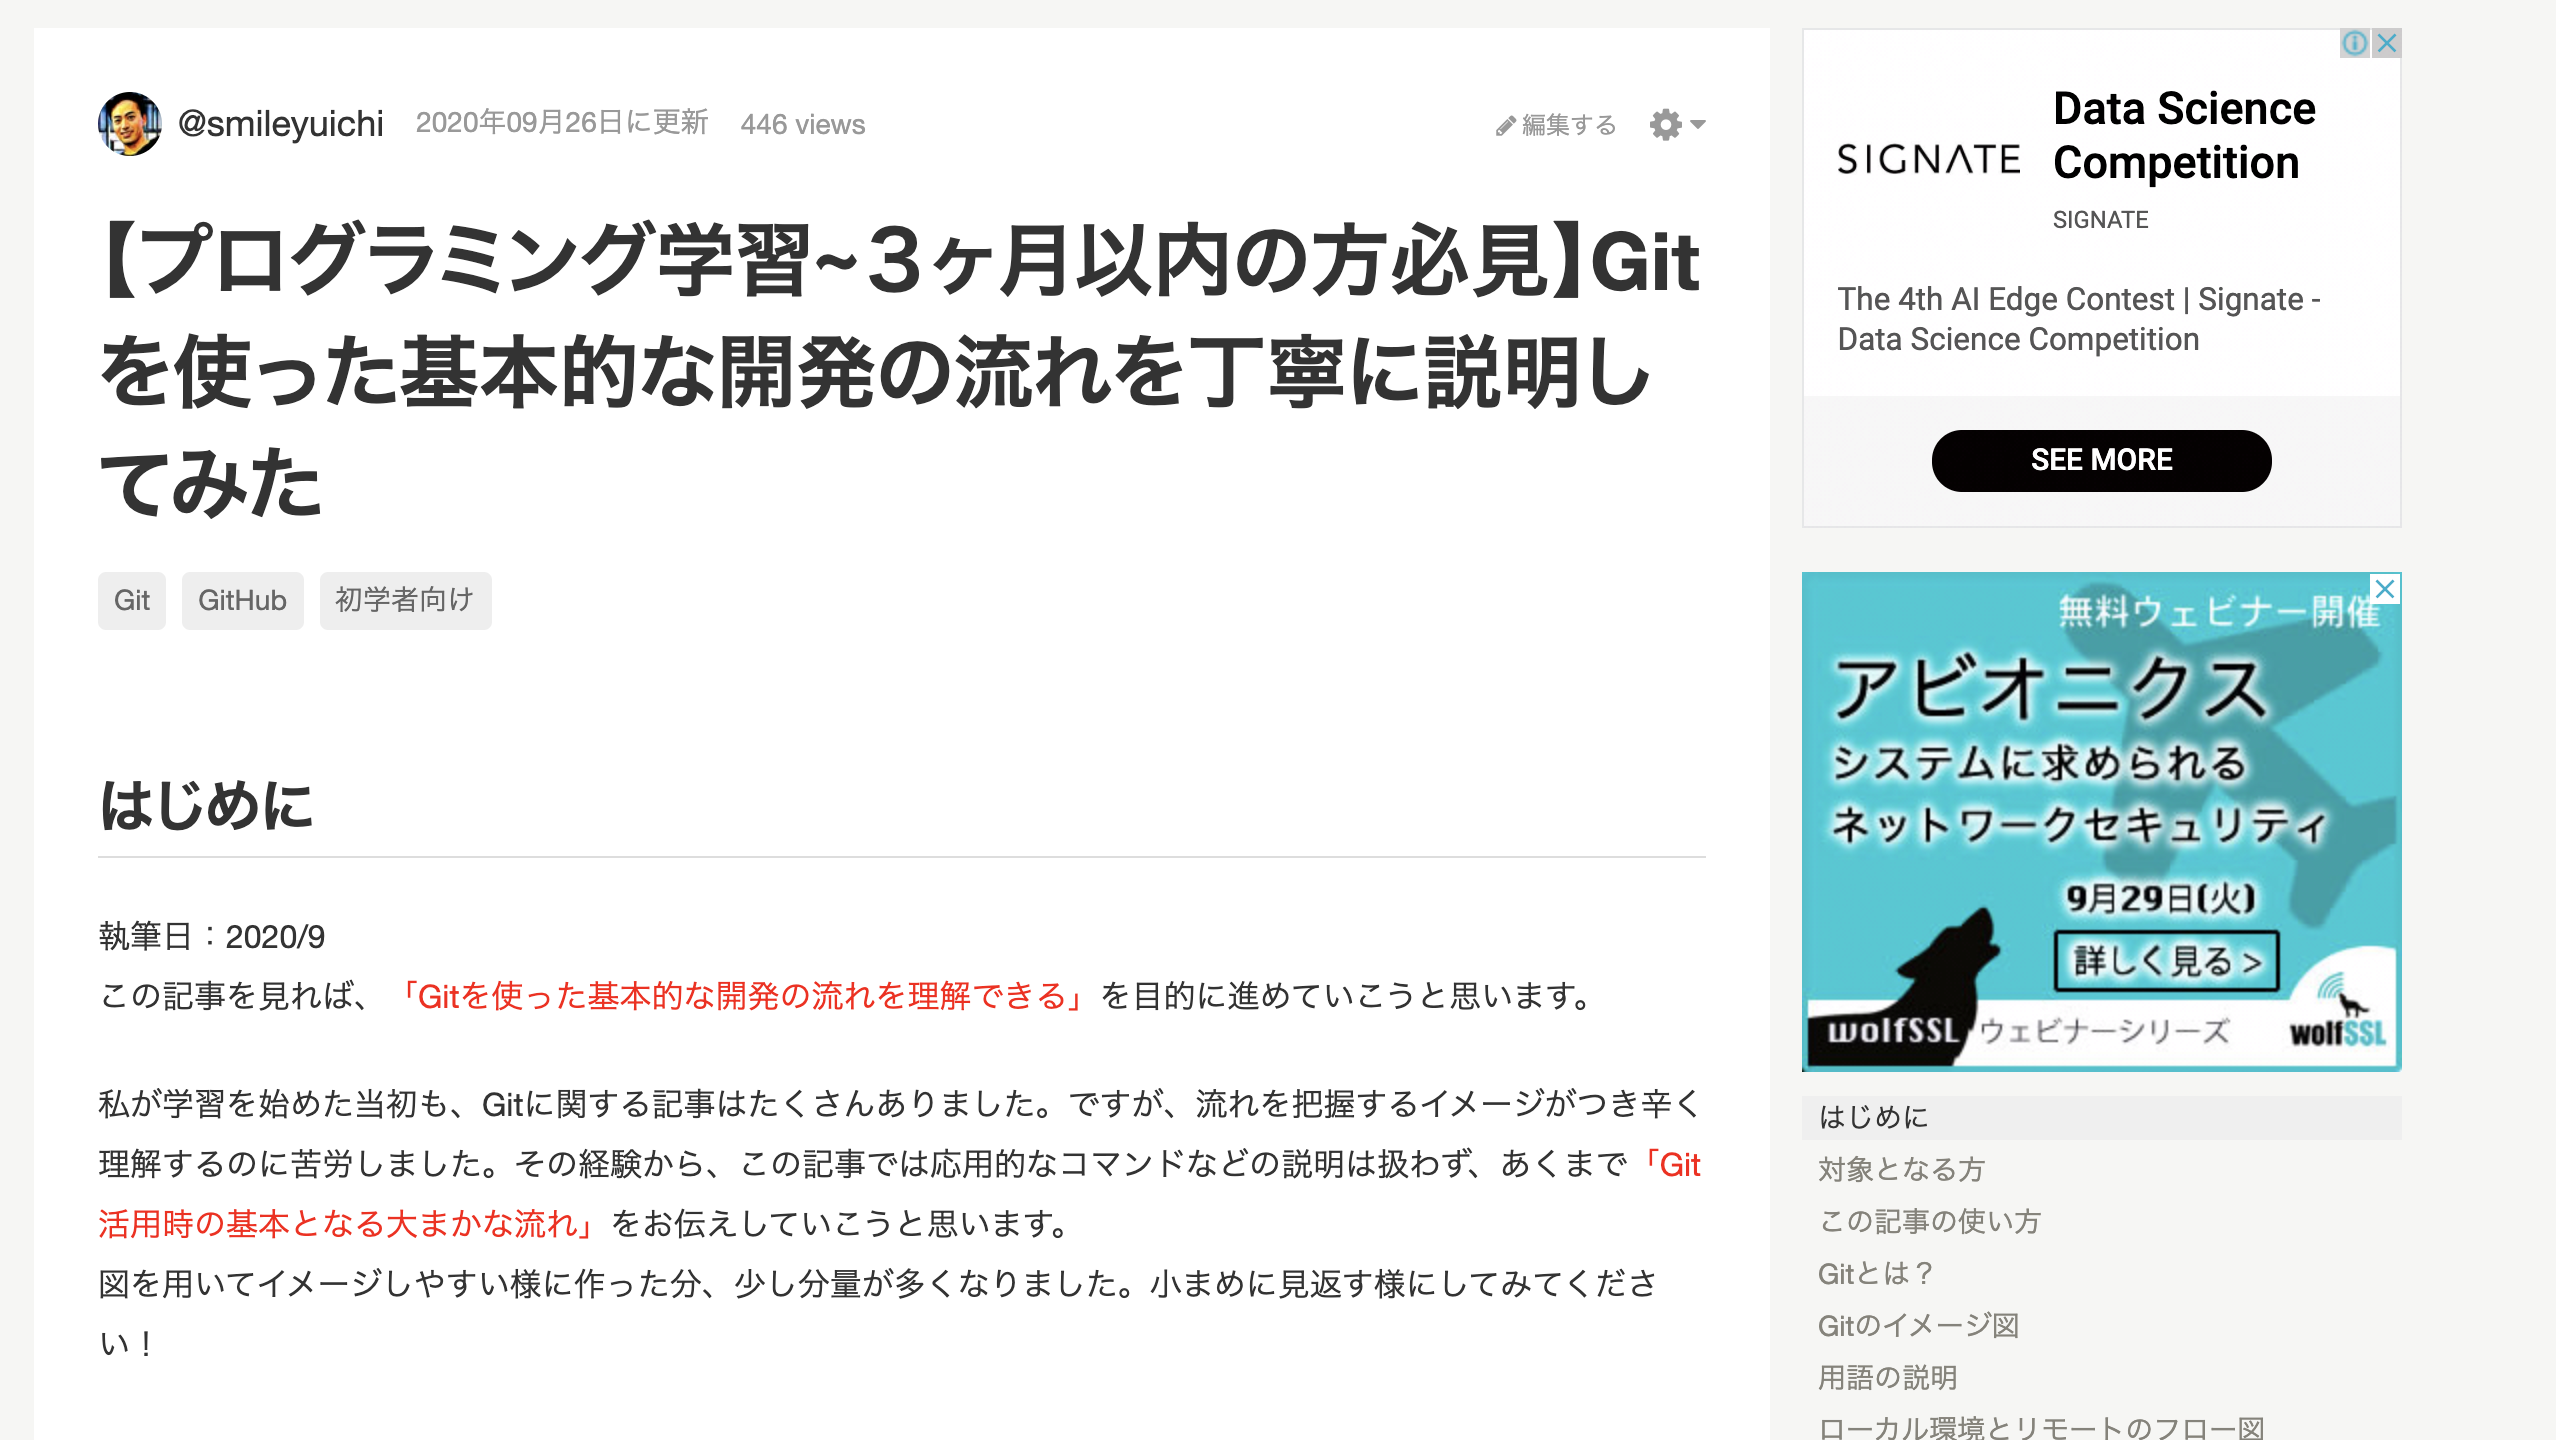 @smileyuichi 2020年09月26日に更新 446 views 編集する
【プログラミング学習~３ヶ月以内の方必見】Git
を使った基本的な開発の流れを丁寧に説明し
てみた
Git GitHub 初学者向け
はじめに
執筆日：2020/9
この記事を見れば、「Gitを使った基本的な開発の流れを理解できる」を目的に進めていこうと思います。
私が学習を始めた当初も、Gitに関する記事はたくさんありました。ですが、流れを把握するイメージがつき辛く
理解するのに苦労しました。その経験から、この記事では応用的なコマンドなどの説明は扱わず、あくまで「Git
活用時の基本となる大まかな流れ」をお伝えしていこうと思います。
図を用いてイメージしやすい様に作った分、少し分量が多くなりました。小まめに見返す様にしてみてくださ
い！
SIGNATE
Data Science
Competition
SIGNATE
The 4th AI Edge Contest | Signate -
Data Science Competition
SEE MORE
無料ウェビナー開催
アビオニクス
システムに求められる
ネットワークセキュリティ
9月29日(火)
詳しく見る >
wolfSSL ウェビナーシリーズ wolfSSL
はじめに
対象となる方
この記事の使い方
Gitとは？
Gitのイメージ図
用語の説明
ローカル環境とリモートのフロー図